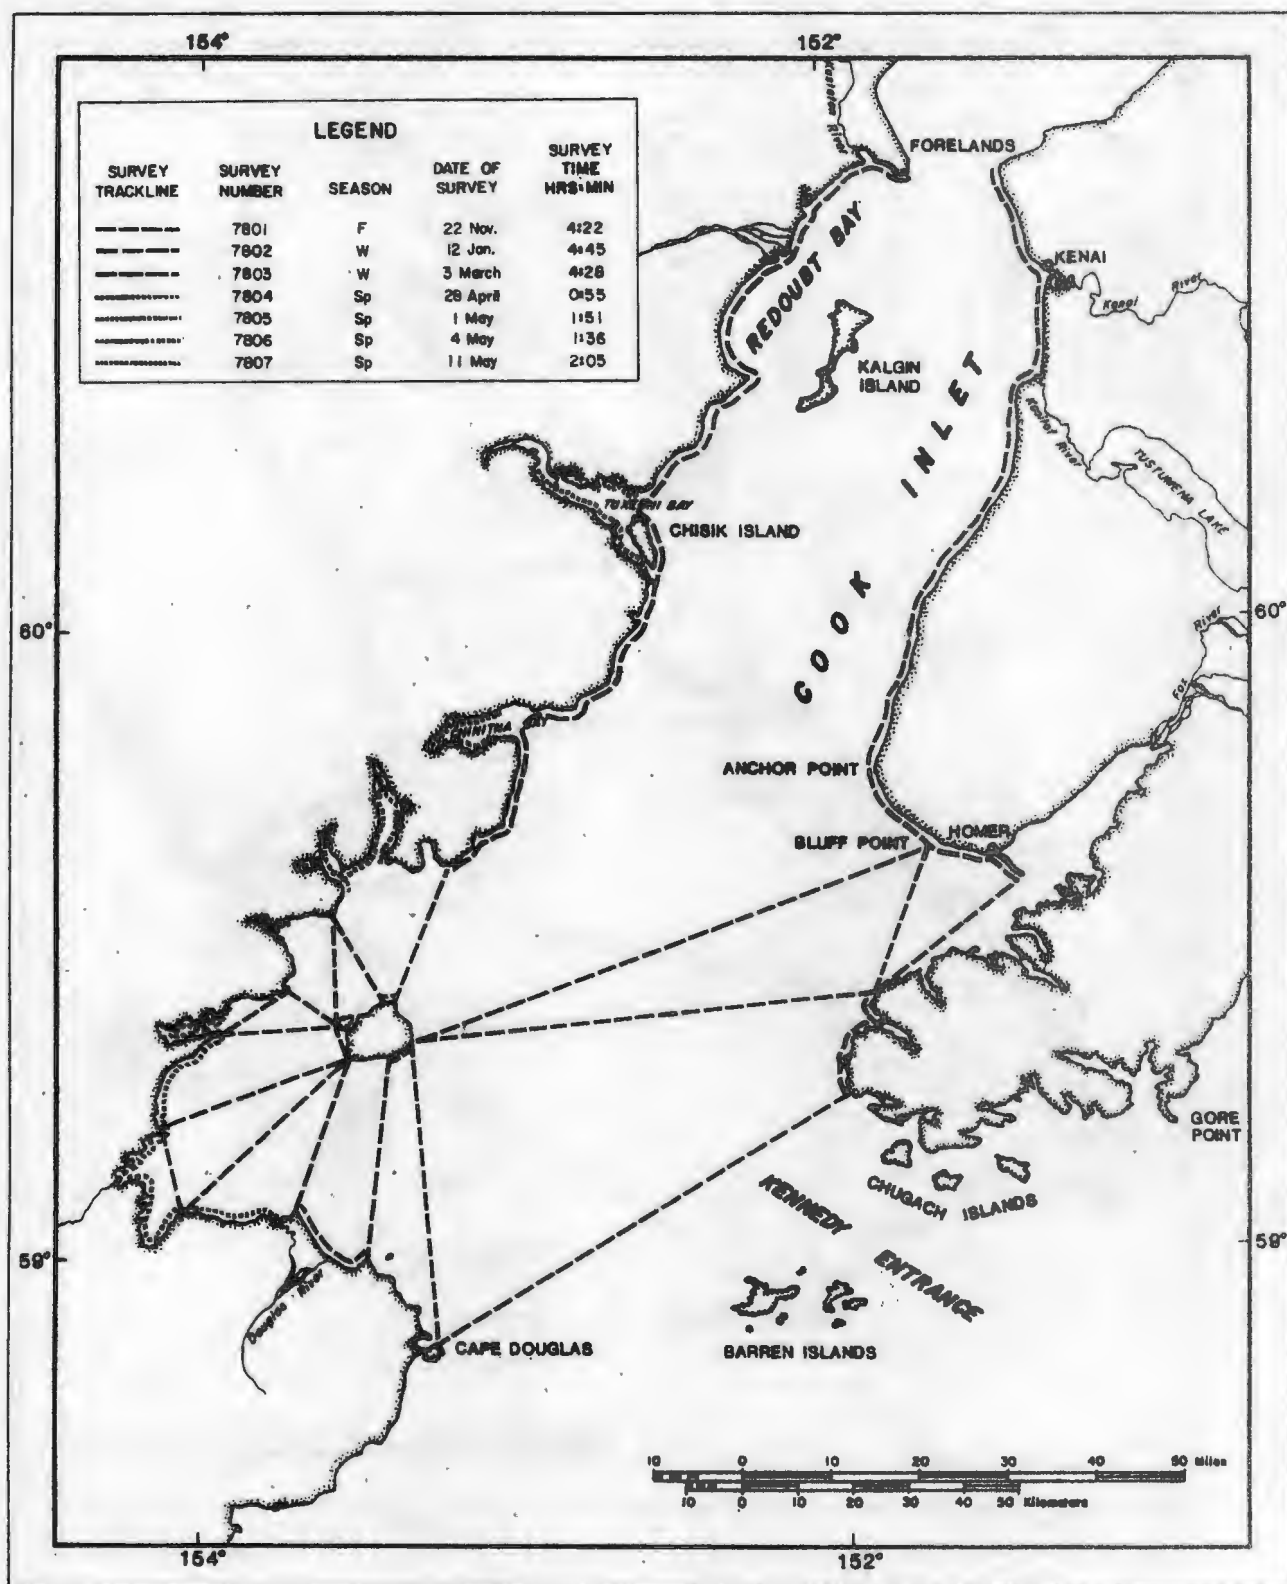 154°
152°
LEGEND
SURVEY TRACKLINE SURVEY NUMBER SEASON DATE OF SURVEY SURVEY TIME HRS:MIN
7801 F 22 Nov. 4:22
7802 W 12 Jan. 4:45
7803 W 3 March 4:28
7804 Sp 28 April 0:55
7805 Sp 1 May 1:51
7806 Sp 4 May 1:36
7807 Sp 11 May 2:05
River
FORELANDS
REDOUBT BAY
KENAI
Kenai River
KALGIN
ISLAND
COOK INLET
River
TUSTUMENA LAKE
BAY
CHISIK ISLAND
60°
60°
Fox River
BAY
ANCHOR POINT
BLUFF POINT
HOMER
GORE
POINT
CHUGACH ISLANDS
KENNEDY ENTRANCE
59°
59°
Douglas River
CAPE DOUGLAS
BARREN ISLANDS
10 0 10 20 30 40 50 Miles
10 0 10 20 30 40 50 Kilometers
154°
152°